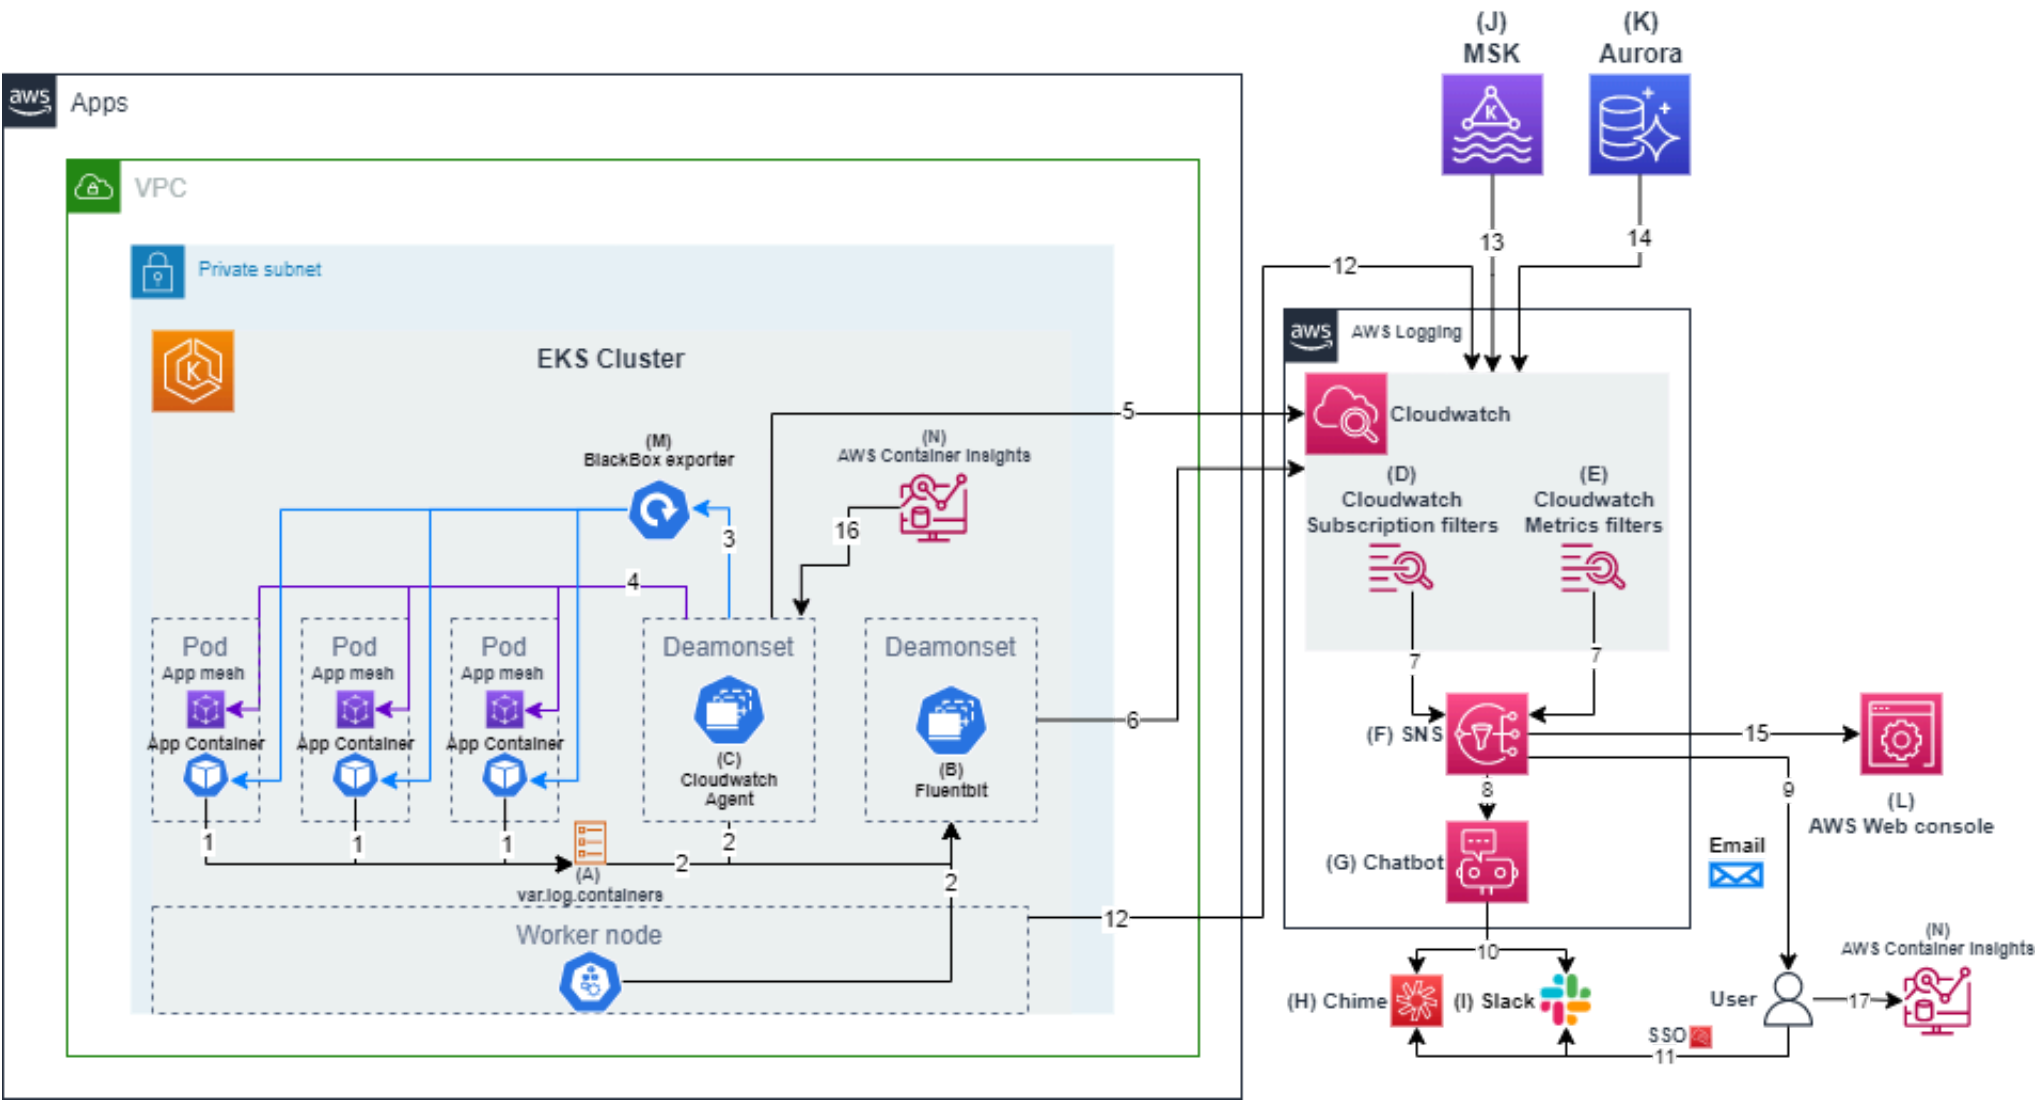 (J)
MSK
(K)
Aurora
aws
Apps
VPC
Private subnet
K
EKS Cluster
(M)
BlackBox exporter
(N)
AWS Container Insights
16
3
4
5
6
12
13
14
K
aws
AWS Logging
Cloudwatch
(D)
Cloudwatch
Subscription filters
(E)
Cloudwatch
Metrics filters
7
7
Pod
App mesh
App Container
Pod
App mesh
App Container
Pod
App mesh
App Container
Deamonset
(C)
Cloudwatch
Agent
Deamonset
(B)
Fluentbit
1
1
1
2
2
2
(A)
var.log.containers
Worker node
12
(F) SNS
15
8
9
(L)
AWS Web console
(G) Chatbot
Email
10
(H) Chime
(I) Slack
User
17
(N)
AWS Container Insights
SSO
11